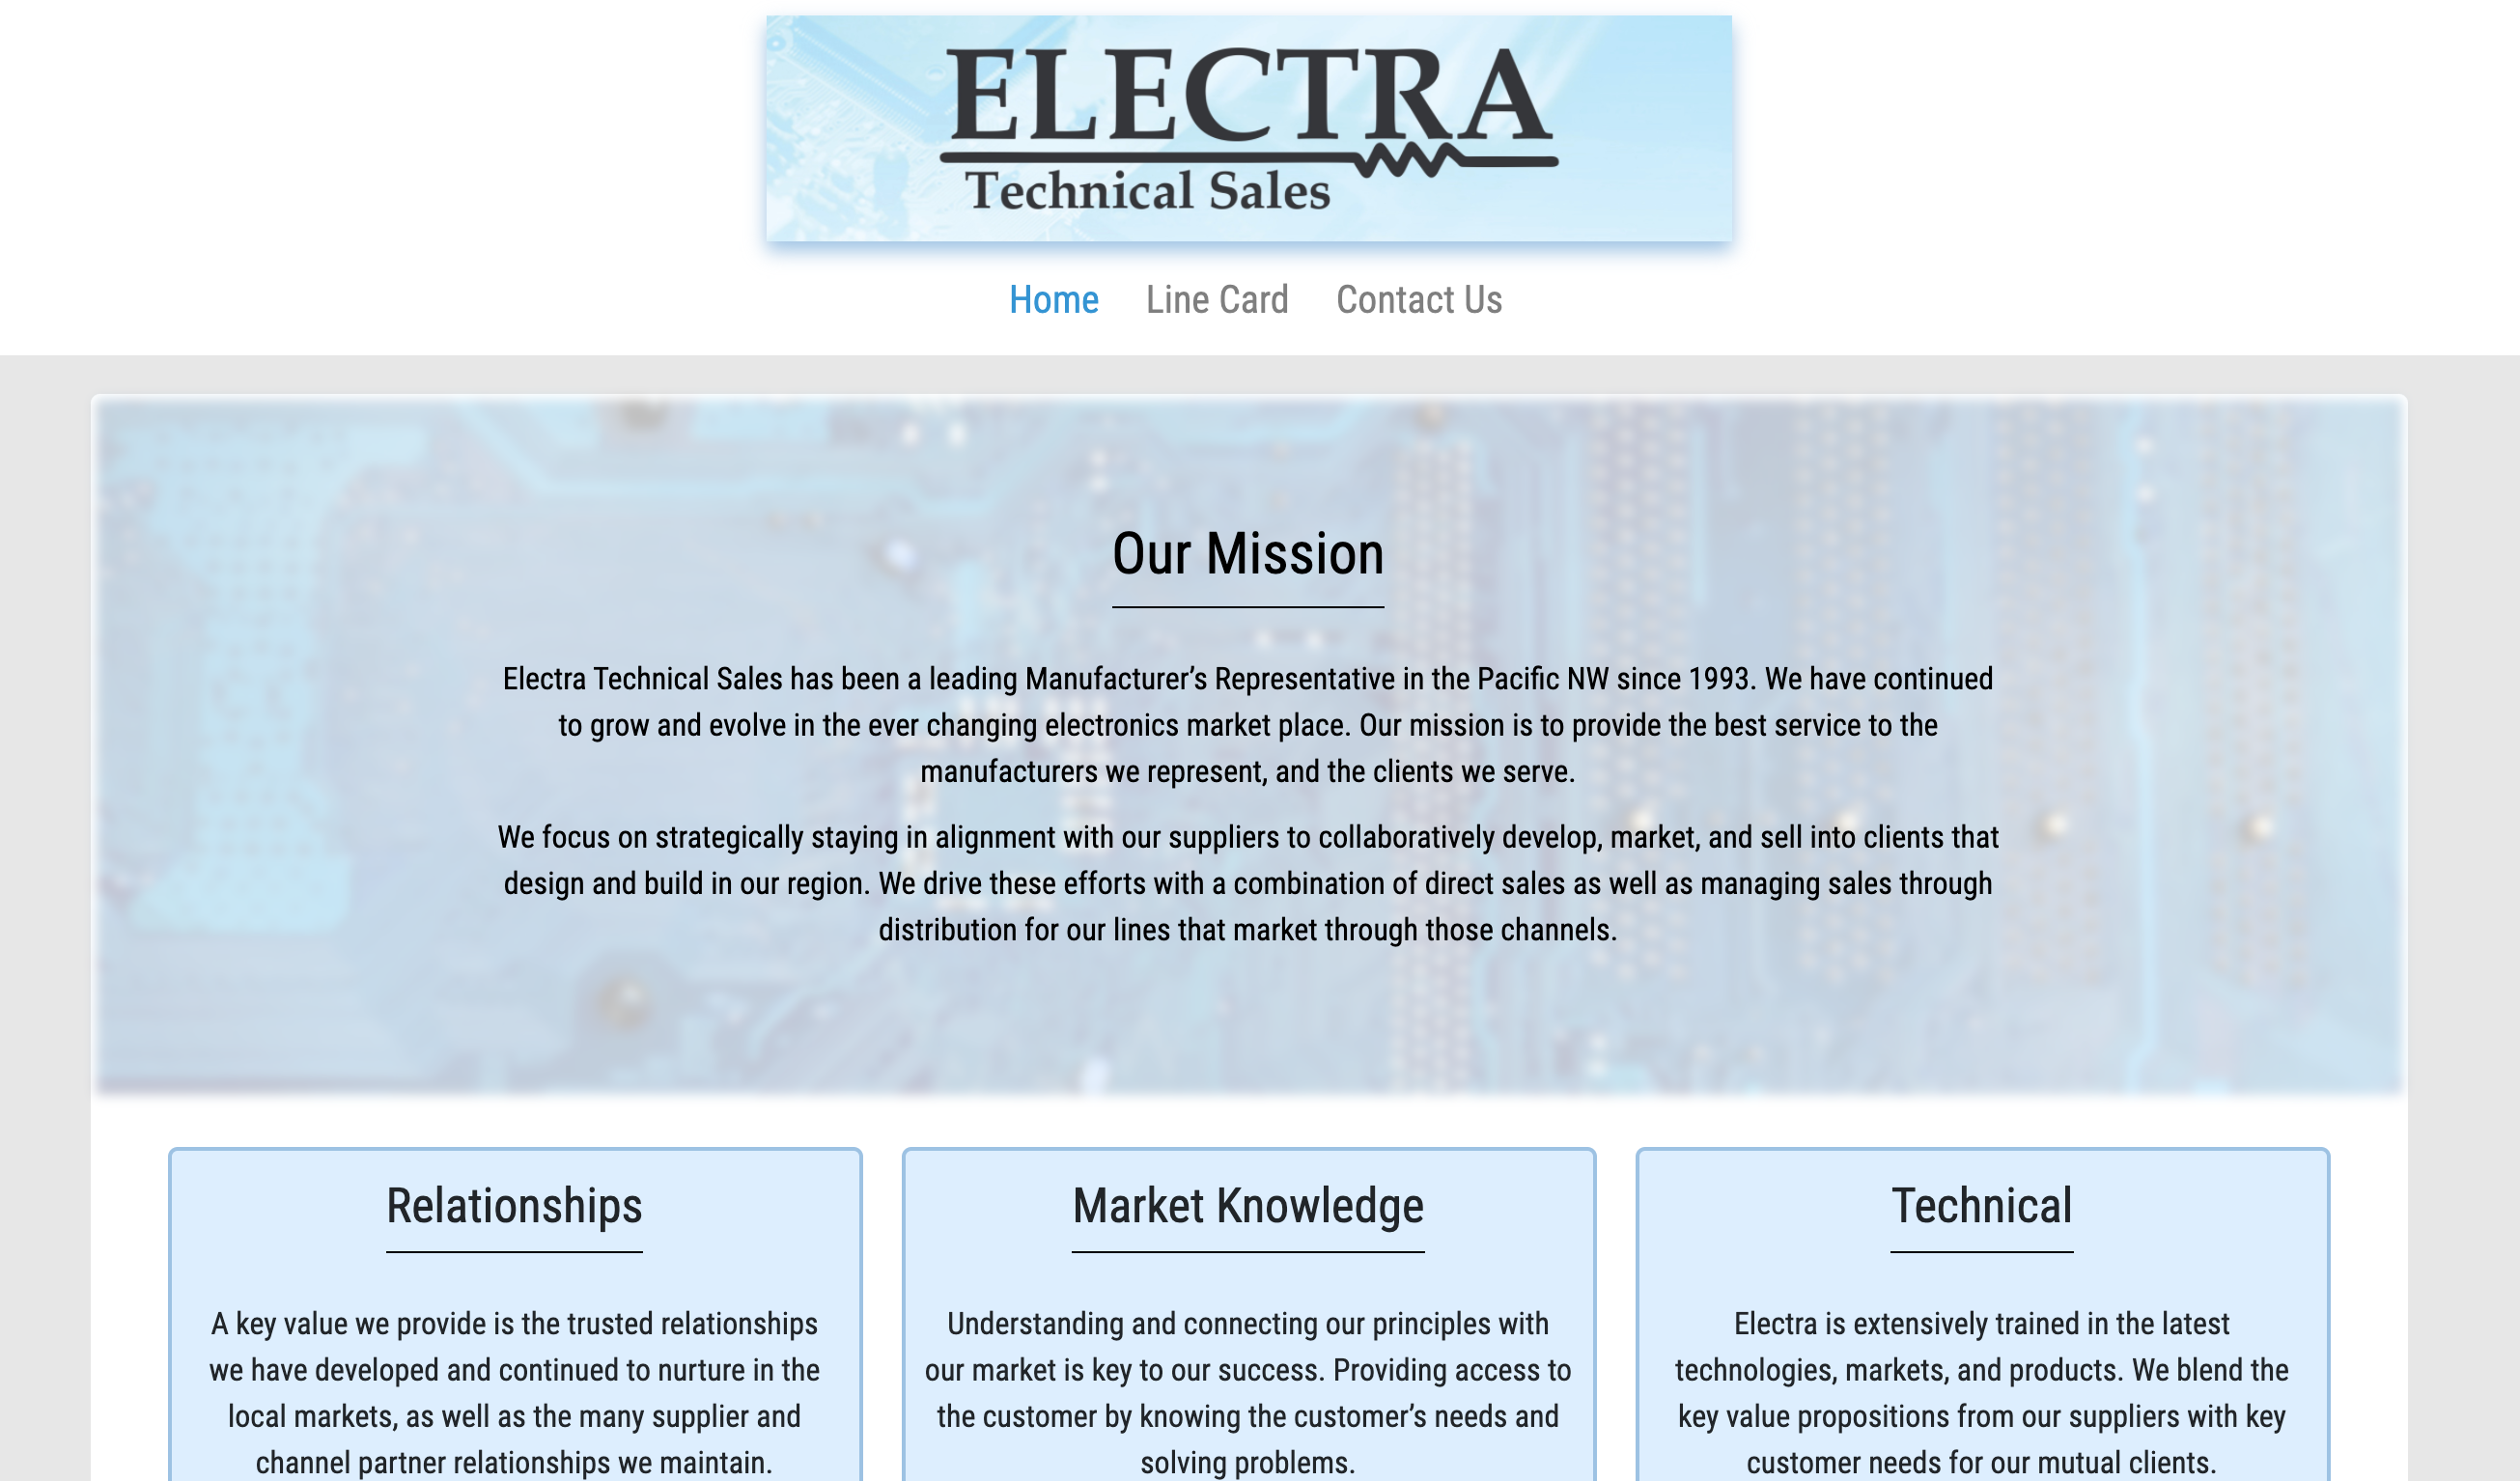 ELECTRA
Technical Sales
Home Line Card Contact Us
Our Mission
Electra Technical Sales has been a leading Manufacturer’s Representative in the Pacific NW since 1993. We have continued
to grow and evolve in the ever changing electronics market place. Our mission is to provide the best service to the
manufacturers we represent, and the clients we serve.
We focus on strategically staying in alignment with our suppliers to collaboratively develop, market, and sell into clients that
design and build in our region. We drive these efforts with a combination of direct sales as well as managing sales through
distribution for our lines that market through those channels.
Relationships
A key value we provide is the trusted relationships
we have developed and continued to nurture in the
local markets, as well as the many supplier and
channel partner relationships we maintain.
Market Knowledge
Understanding and connecting our principles with
our market is key to our success. Providing access to
the customer by knowing the customer’s needs and
solving problems.
Technical
Electra is extensively trained in the latest
technologies, markets, and products. We blend the
key value propositions from our suppliers with key
customer needs for our mutual clients.